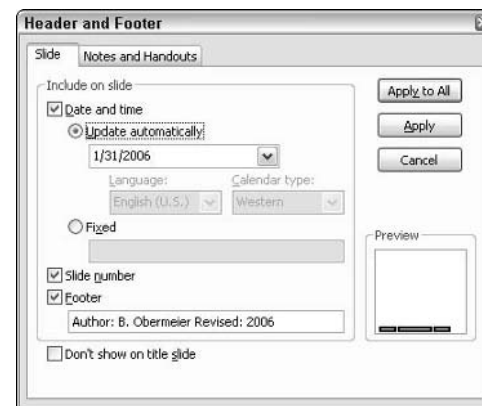 Header and Footer
Slide Notes and Handouts
Include on slide
Date and time
Update automatically
1/31/2006
Language: Calendar type:
English (U.S.) Western
Fixed
Slide number
Footer
Author: B. Obermeier Revised: 2006
Don't show on title slide
Apply to All
Apply
Cancel
Preview